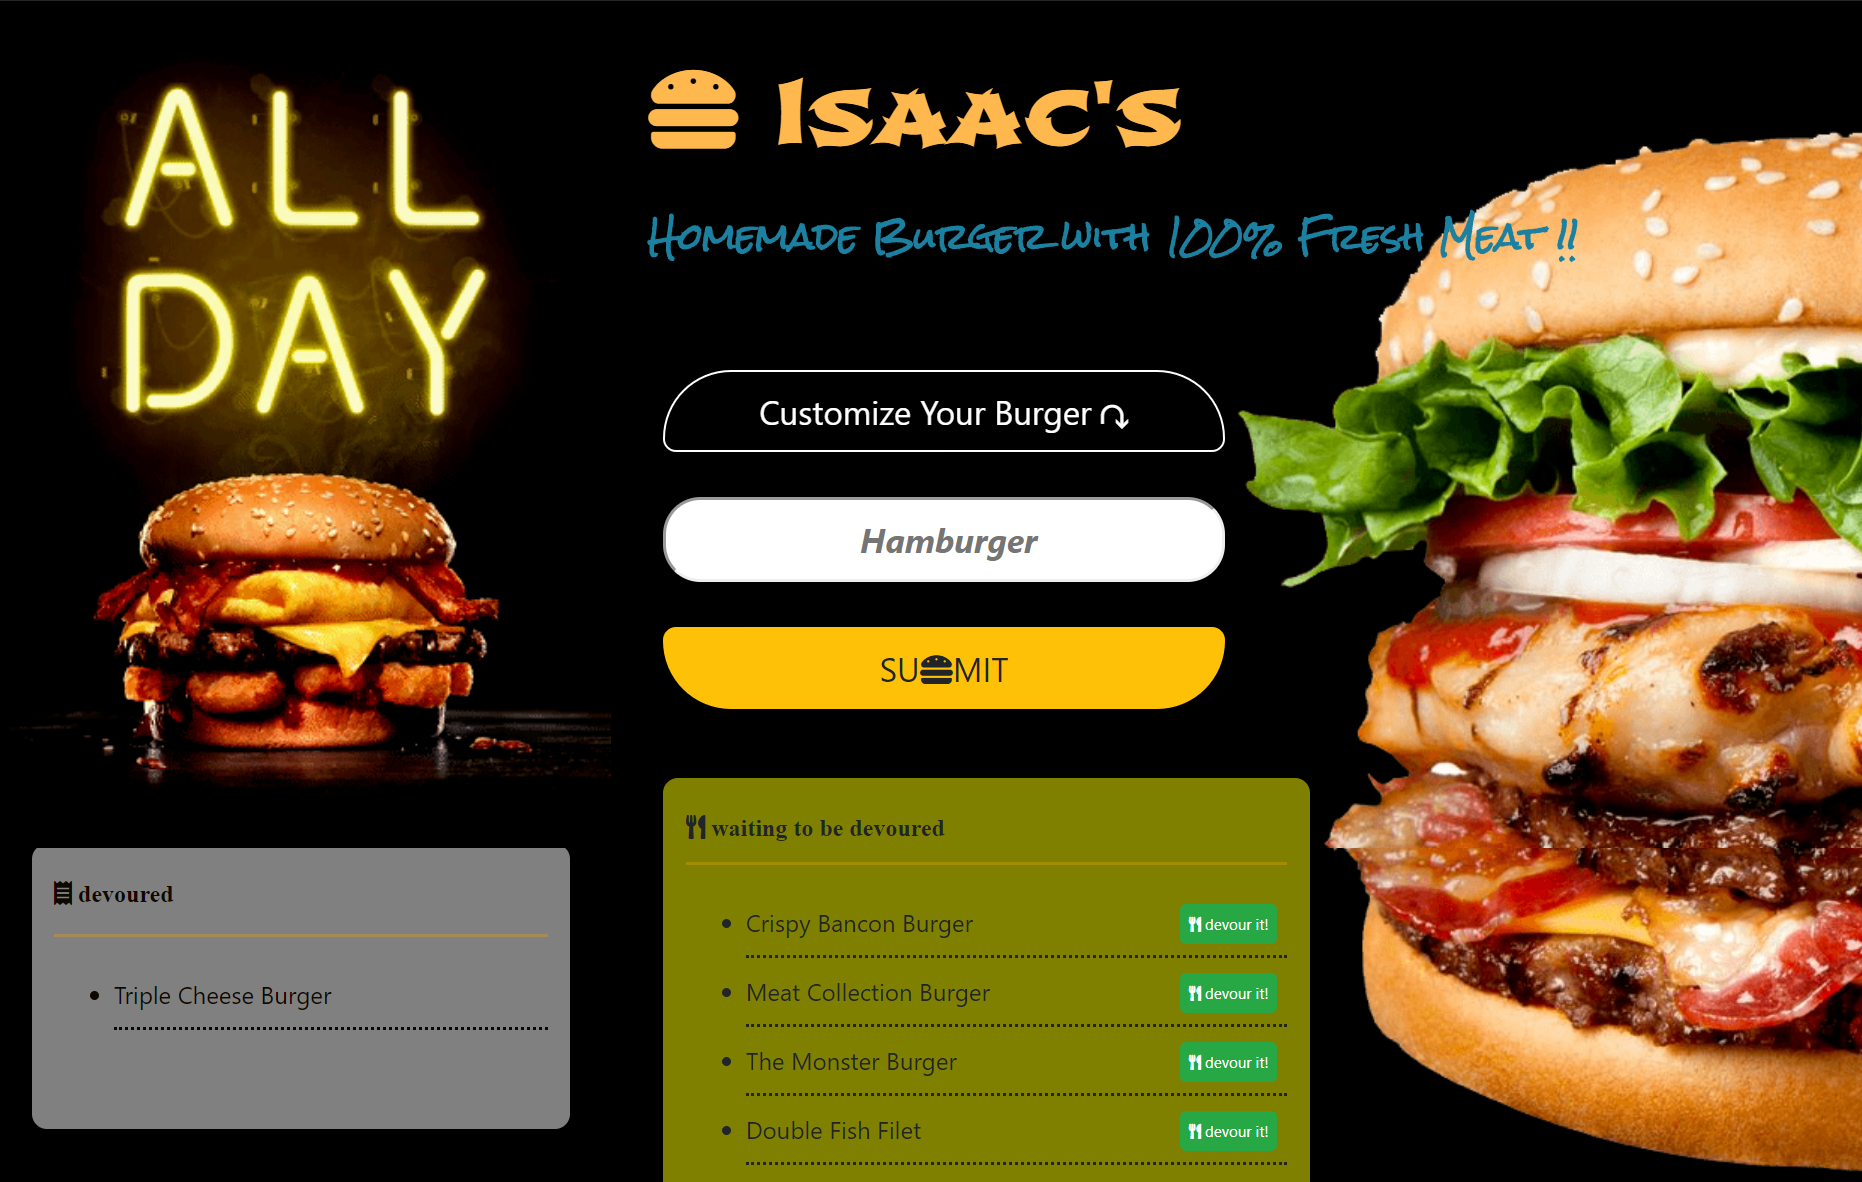 ALL
DAY
Isaac's
Homemade Burger with 100% Fresh Meat !!
Customize Your Burger
Hamburger
SU MIT
waiting to be devoured
Crispy Bancon Burger devour it!
Meat Collection Burger devour it!
The Monster Burger devour it!
Double Fish Filet devour it!
devoured
Triple Cheese Burger